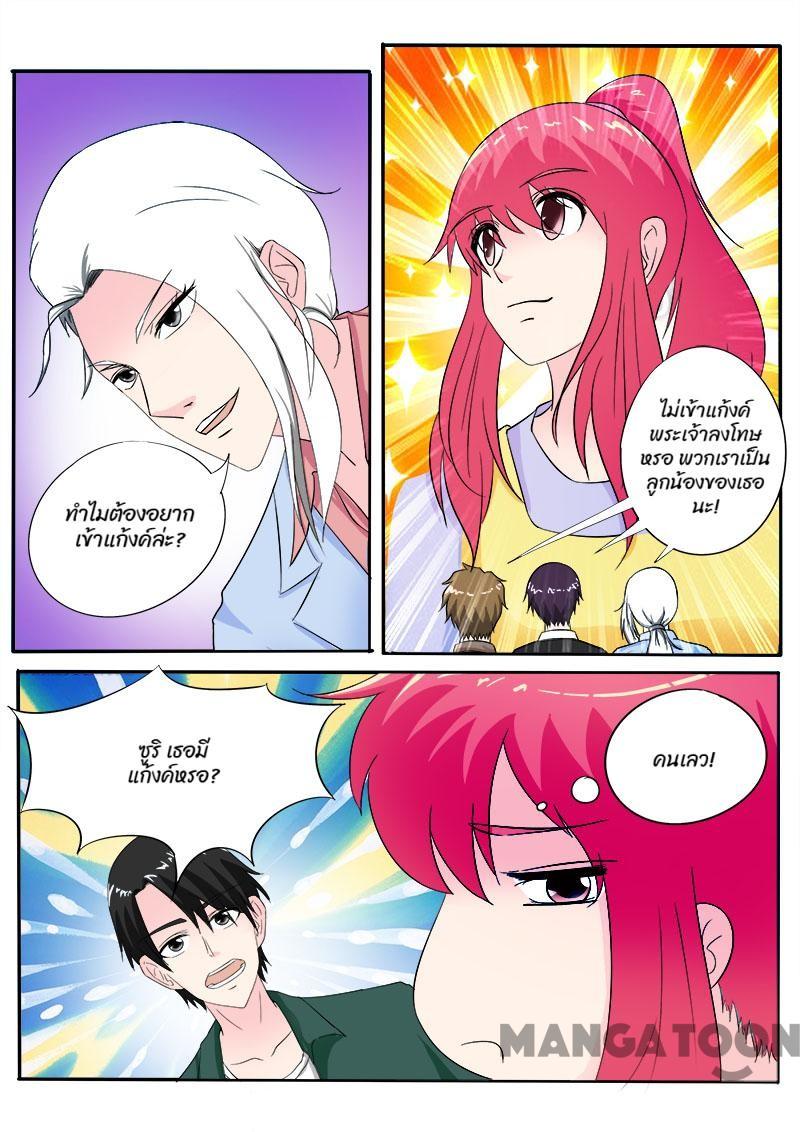 ทำไมต้องอยาก
เข้าแก้งค์ล่ะ?
ไม่เข้าแก้งค์
พระเจ้าลงโทษ
หรอ พวกเราเป็น
ลูกน้องของเธอ
นะ!
ซุริ เธอมี
แก้งค์หรอ?
คนเลว!
MANGATOON